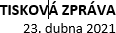 TISKOVÁ ZPRÁVA
23. dubna 2021